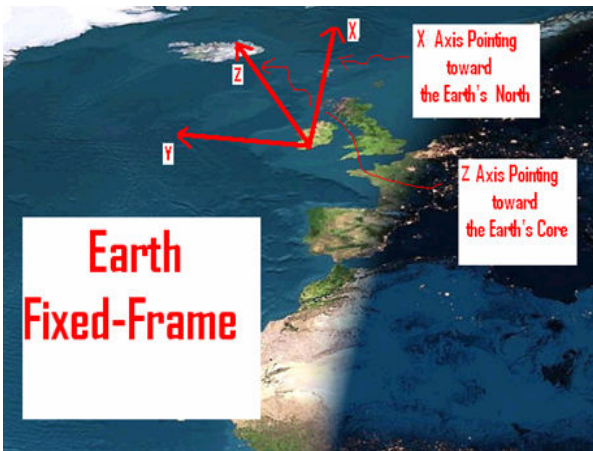 X
X Axis Pointing
toward
the Earth's North
Z
Y
Z Axis Pointing
toward
the Earth's Core
Earth
Fixed-Frame